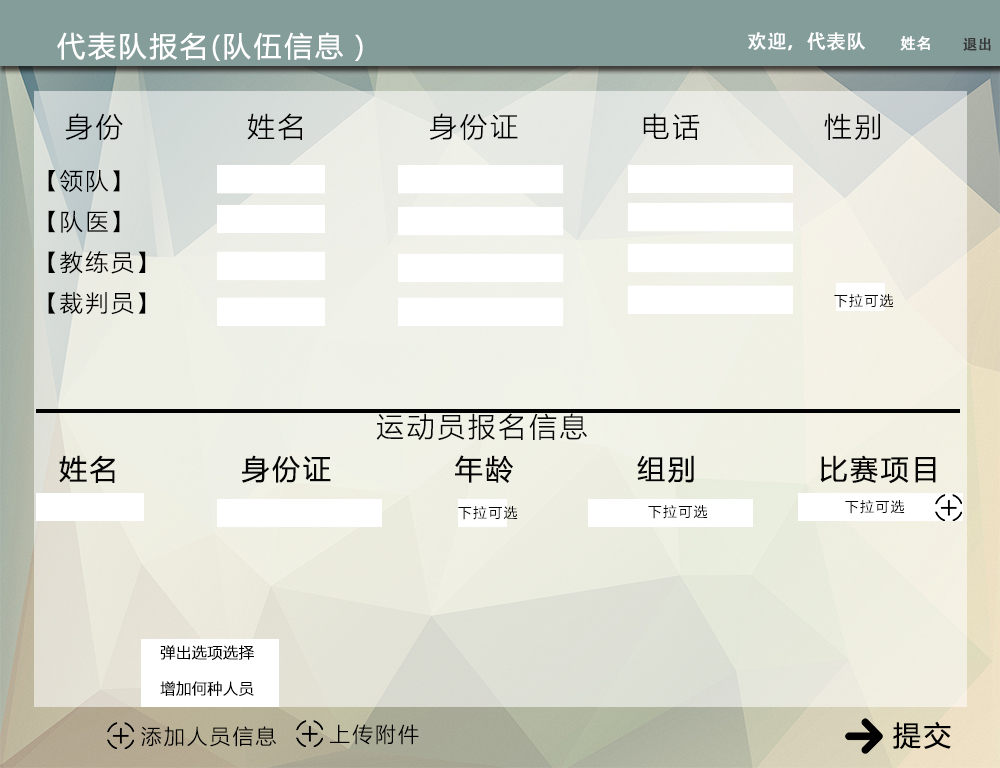 代表队报名(队伍信息 )
欢迎，代表队 姓名 退出
身份 姓名 身份证 电话 性别
【领队】
【队医】
【教练员】
【裁判员】 下拉可选
运动员报名信息
姓名 身份证 年龄 组别 比赛项目
下拉可选 下拉可选 下拉可选
弹出选项选择
增加何种人员
添加人员信息 上传附件 提交